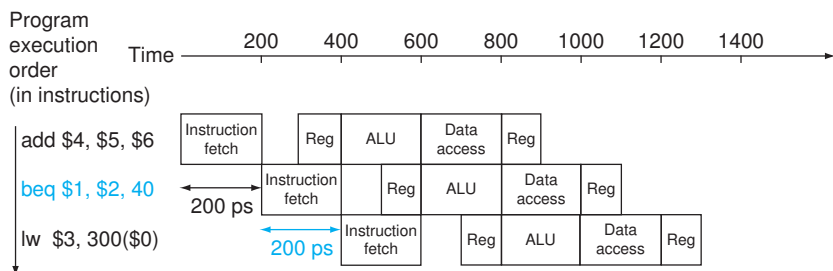 Program
execution
order
(in instructions)
Time
200 400 600 800 1000 1200 1400
add $4, $5, $6
Instruction
fetch
Reg
ALU
Data
access
Reg
beq $1, $2, 40
200 ps
Instruction
fetch
Reg
ALU
Data
access
Reg
lw $3, 300($0)
200 ps
Instruction
fetch
Reg
ALU
Data
access
Reg